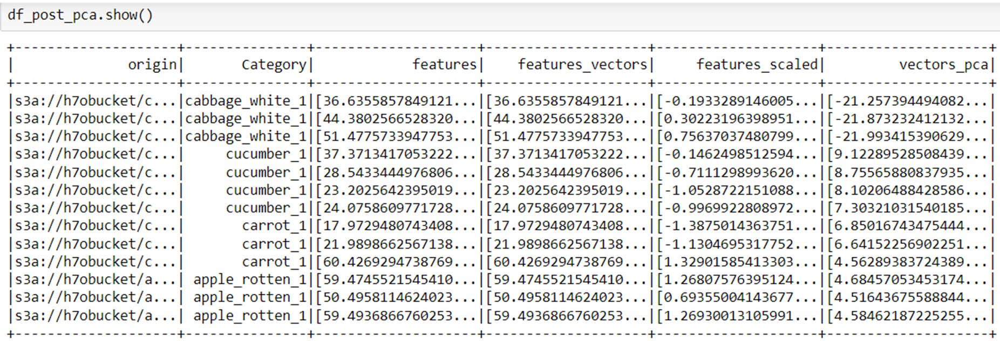 df_post_pca.show()
+--------------------+---------------+--------------------+--------------------+--------------------+--------------------+
|              origin|       Category|            features|    features_vectors|     features_scaled|         vectors_pca|
+--------------------+---------------+--------------------+--------------------+--------------------+--------------------+
|s3a://h7obucket/c...|cabbage_white_1|[36.6355857849121...|[36.6355857849121...|[-0.1933289146005...|[-21.257394494082...|
|s3a://h7obucket/c...|cabbage_white_1|[44.3802566528320...|[44.3802566528320...|[0.30223196398951...|[-21.873232412132...|
|s3a://h7obucket/c...|cabbage_white_1|[51.4775733947753...|[51.4775733947753...|[0.75637037480799...|[-21.993415390629...|
|s3a://h7obucket/c...|     cucumber_1|[37.3713417053222...|[37.3713417053222...|[-0.1462498512594...|[9.12289528508439...|
|s3a://h7obucket/c...|     cucumber_1|[28.5433444976806...|[28.5433444976806...|[-0.7111298993620...|[8.75565880837935...|
|s3a://h7obucket/c...|     cucumber_1|[23.2025642395019...|[23.2025642395019...|[-1.0528722151088...|[8.10206488428586...|
|s3a://h7obucket/c...|     cucumber_1|[24.0758609771728...|[24.0758609771728...|[-0.9969922808972...|[7.30321031540185...|
|s3a://h7obucket/c...|       carrot_1|[17.9729480743408...|[17.9729480743408...|[-1.3875014363751...|[6.85016743475444...|
|s3a://h7obucket/c...|       carrot_1|[21.9898662567138...|[21.9898662567138...|[-1.1304695317752...|[6.64152256902251...|
|s3a://h7obucket/c...|       carrot_1|[60.4269294738769...|[60.4269294738769...|[1.32901585413303...|[4.56289383724389...|
|s3a://h7obucket/a...| apple_rotten_1|[59.4745521545410...|[59.4745521545410...|[1.26807576395124...|[4.68457053453174...|
|s3a://h7obucket/a...| apple_rotten_1|[50.4958114624023...|[50.4958114624023...|[0.69355004143677...|[4.51643675588844...|
|s3a://h7obucket/a...| apple_rotten_1|[59.4936866760253...|[59.4936866760253...|[1.26930013105991...|[4.58462187225255...|
+--------------------+---------------+--------------------+--------------------+--------------------+--------------------+